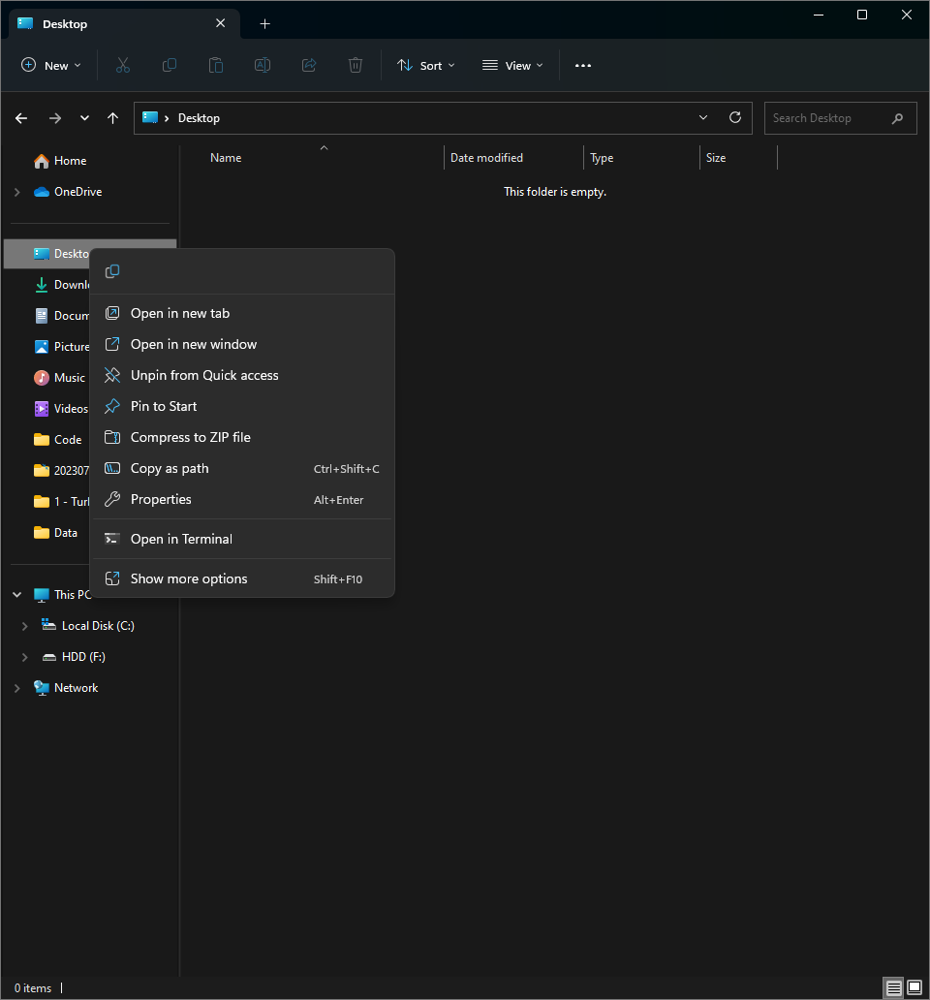 Desktop
New
Sort
View
Desktop
Search Desktop
Home
OneDrive
Name
Date modified
Type
Size
This folder is empty.
Deskto
Downl
Docum
Picture
Music
Videos
Code
202307
1 - Turl
Data
Open in new tab
Open in new window
Unpin from Quick access
Pin to Start
Compress to ZIP file
Copy as path Ctrl+Shift+C
Properties Alt+Enter
Open in Terminal
Show more options Shift+F10
This PC
Local Disk (C:)
HDD (F:)
Network
0 items